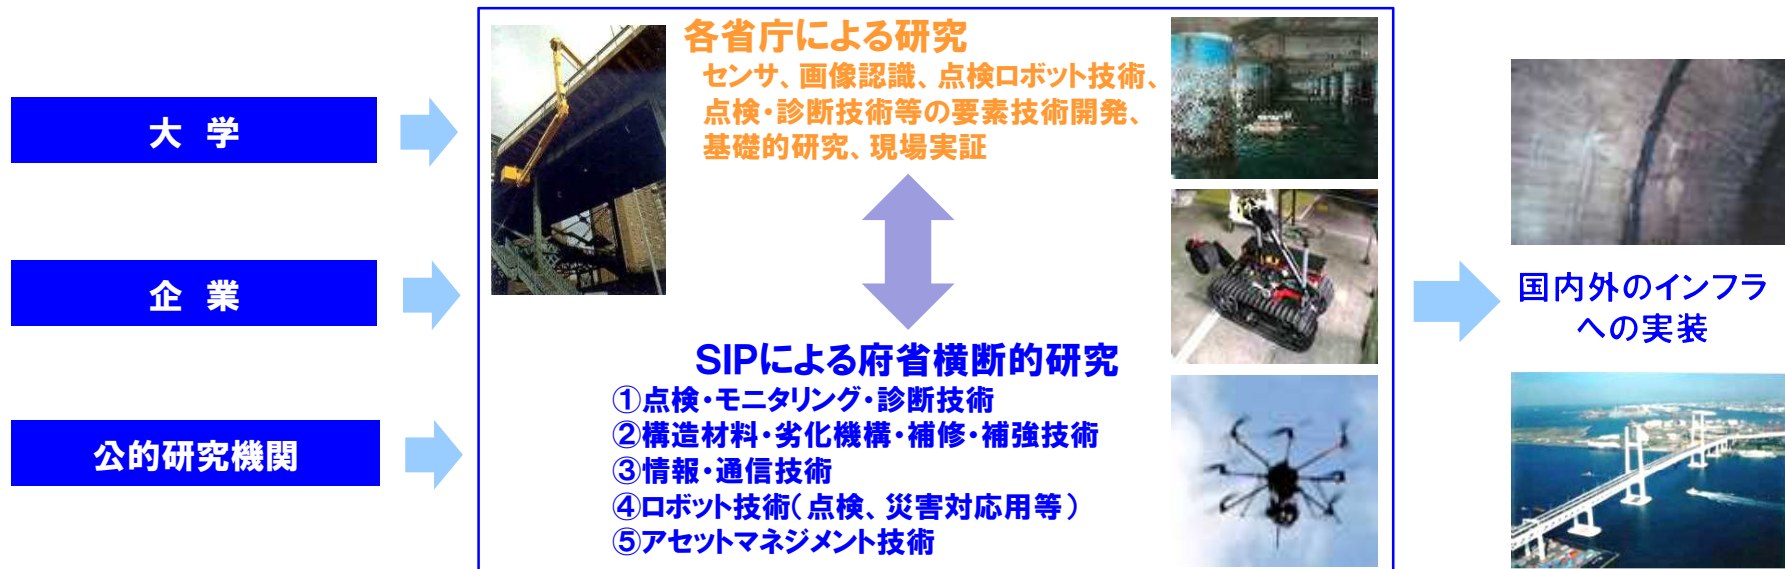 大 学
企 業
公的研究機関
各省庁による研究
センサ、画像認識、点検ロボット技術、
点検・診断技術等の要素技術開発、
基礎的研究、現場実証
SIPによる府省横断的研究
①点検・モニタリング・診断技術
②構造材料・劣化機構・補修・補強技術
③情報・通信技術
④ロボット技術（点検、災害対応用等）
⑤アセットマネジメント技術
国内外のインフラ
への実装